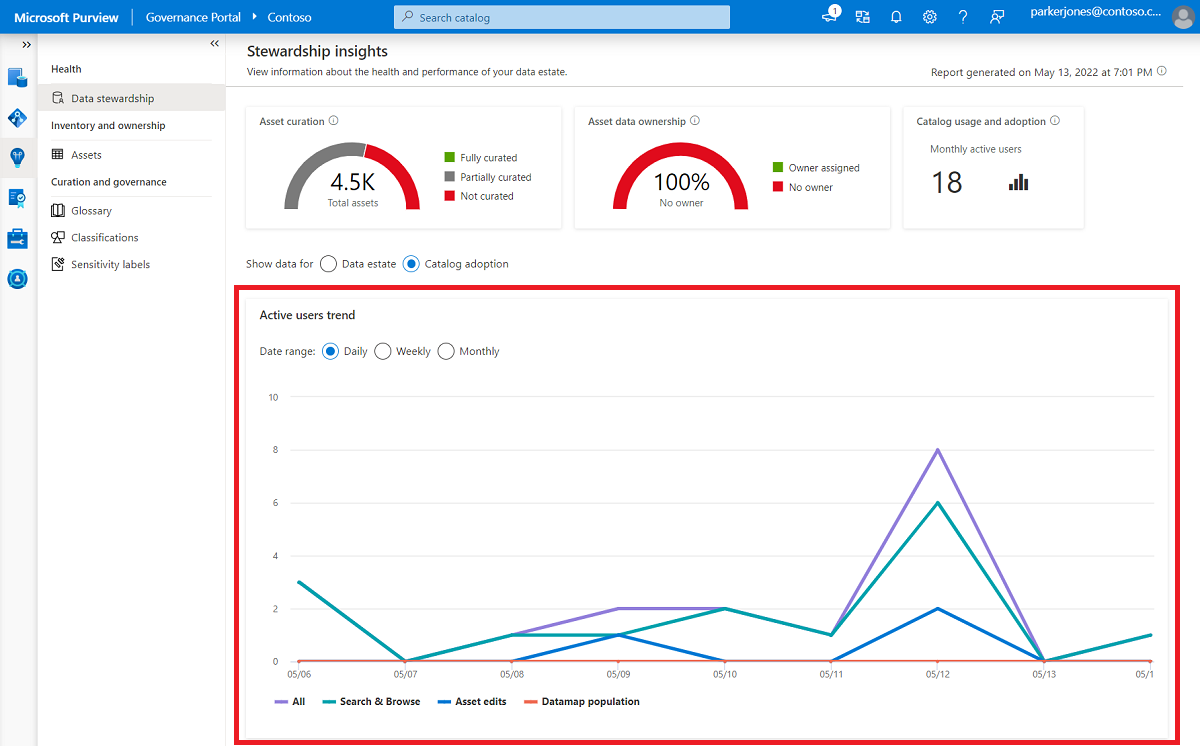 Microsoft Purview
Governance Portal
Contoso
Search catalog
1
parkerjones@contoso.c...
Health
Data stewardship
Inventory and ownership
Assets
Curation and governance
Glossary
Classifications
Sensitivity labels
Stewardship insights
View information about the health and performance of your data estate.
Report generated on May 13, 2022 at 7:01 PM
Asset curation
4.5K
Total assets
Fully curated
Partially curated
Not curated
Asset data ownership
100%
No owner
Owner assigned
No owner
Catalog usage and adoption
Monthly active users
18
Show data for Data estate Catalog adoption
Active users trend
Date range: Daily Weekly Monthly
10
8
6
4
2
0
05/06 05/07 05/08 05/09 05/10 05/11 05/12 05/13 05/1
All Search & Browse Asset edits Datamap population